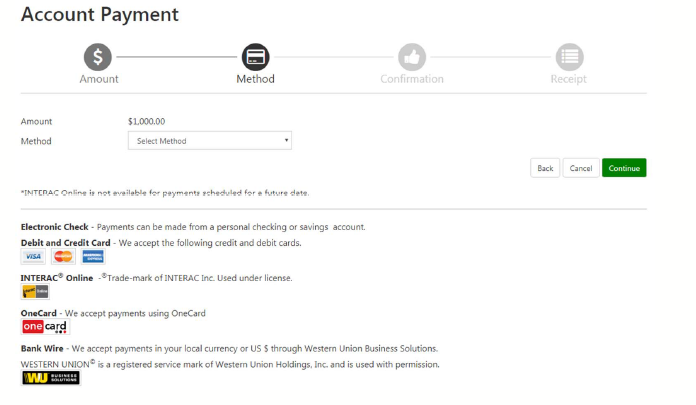 Account Payment
$
Amount
Method
Confirmation
Receipt
Amount $1,000.00
Method Select Method
Back Cancel Continue
*INTERAC Online is not available for payments scheduled for a future date.
Electronic Check - Payments can be made from a personal checking or savings account.
Debit and Credit Card - We accept the following credit and debit cards.
VISA
INTERAC® Online -®Trade-mark of INTERAC Inc. Used under license.
OneCard - We accept payments using OneCard
one card
Bank Wire - We accept payments in your local currency or US $ through Western Union Business Solutions.
WESTERN UNION© is a registered service mark of Western Union Holdings, Inc. and is used with permission.
WU BUSINESS SOLUTIONS